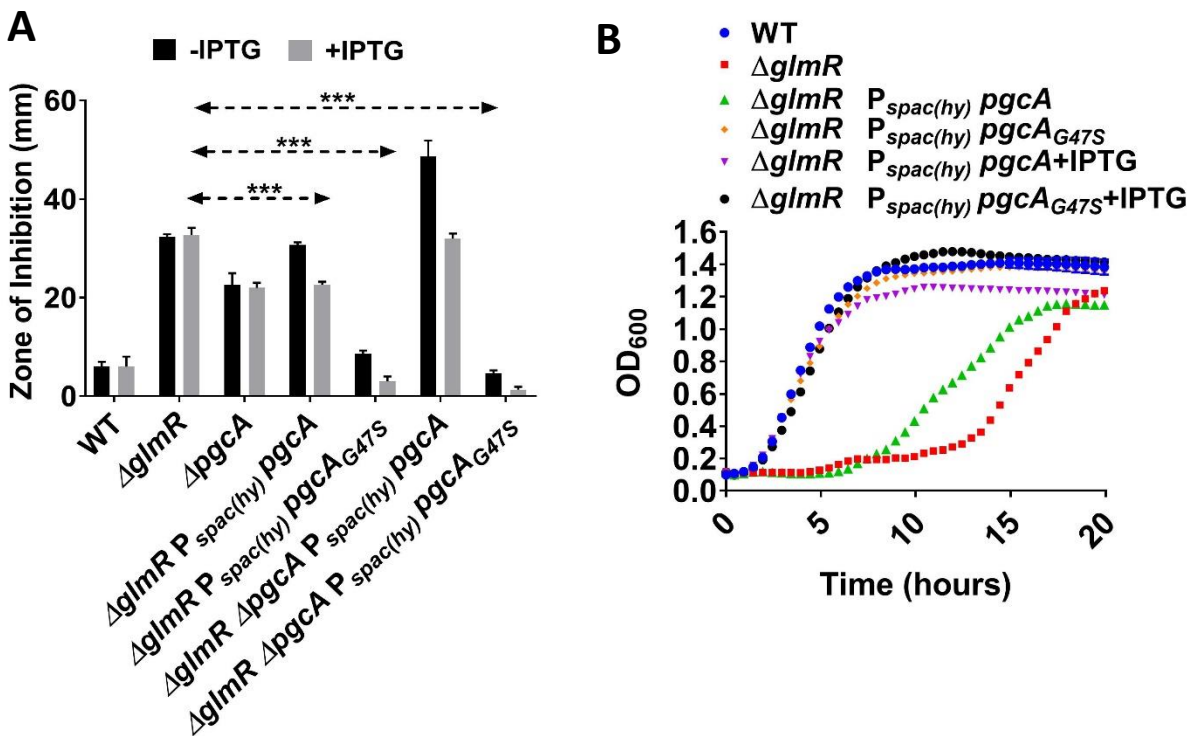 A
-IPTG +IPTG
Zone of Inhibition (mm)
60
40
20
0
***
***
***
WT
ΔglmR
ΔpgcA
ΔglmR Pspac(hy) pgcA
ΔglmR Pspac(hy) pgcAG47S
ΔglmR ΔpgcA Pspac(hy) pgcA
ΔglmR ΔpgcA Pspac(hy) pgcAG47S
B
WT
ΔglmR
ΔglmR Pspac(hy) pgcA
ΔglmR Pspac(hy) pgcAG47S
ΔglmR Pspac(hy) pgcA+IPTG
ΔglmR Pspac(hy) pgcAG47S+IPTG
OD600
1.6
1.4
1.2
1.0
0.8
0.6
0.4
0.2
0.0
0 5 10 15 20
Time (hours)